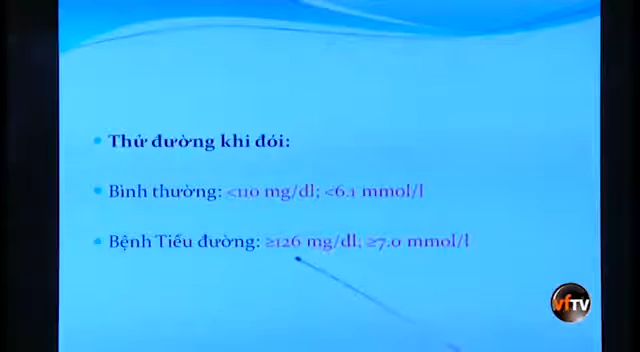 Thử đường khi đói:
Bình thường: <110 mg/dl; <6.1 mmol/l
Bệnh Tiểu đường: ≥126 mg/dl; ≥7.0 mmol/l
vfTV